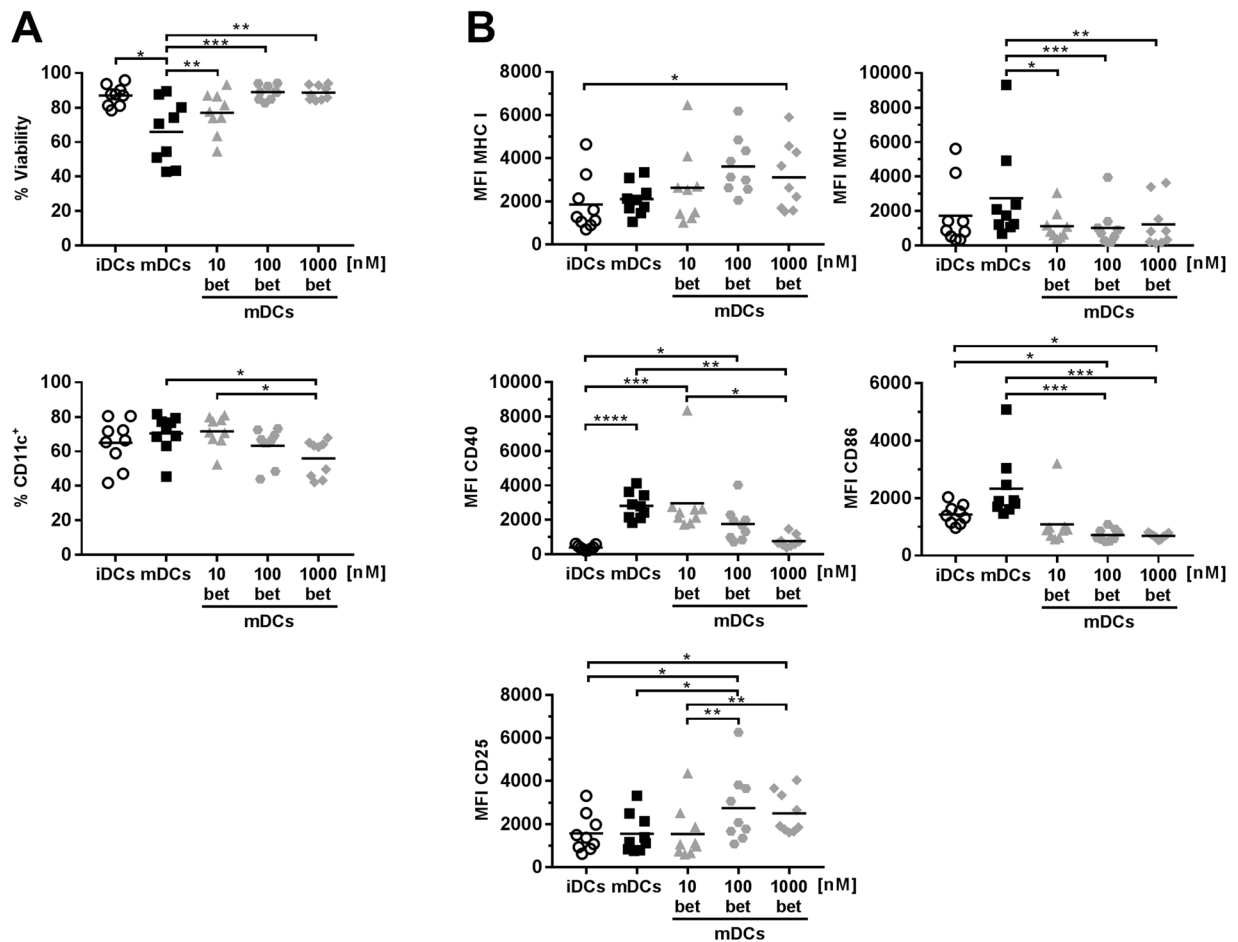 A
B
*
**
***
**
% Viability
100
80
60
40
20
0
iDCs mDCs 10 100 1000 [nM]
bet bet bet
mDCs
*
*
% CD11c+
100
80
60
40
20
0
iDCs mDCs 10 100 1000 [nM]
bet bet bet
mDCs
*
MFI MHC I
8000
6000
4000
2000
0
iDCs mDCs 10 100 1000 [nM]
bet bet bet
mDCs
**
***
*
MFI MHC II
10000
8000
6000
4000
2000
0
iDCs mDCs 10 100 1000 [nM]
bet bet bet
mDCs
*
**
***
*
****
MFI CD40
10000
8000
6000
4000
2000
0
iDCs mDCs 10 100 1000 [nM]
bet bet bet
mDCs
*
*
***
***
MFI CD86
6000
4000
2000
0
iDCs mDCs 10 100 1000 [nM]
bet bet bet
mDCs
*
*
*
**
**
MFI CD25
8000
6000
4000
2000
0
iDCs mDCs 10 100 1000 [nM]
bet bet bet
mDCs